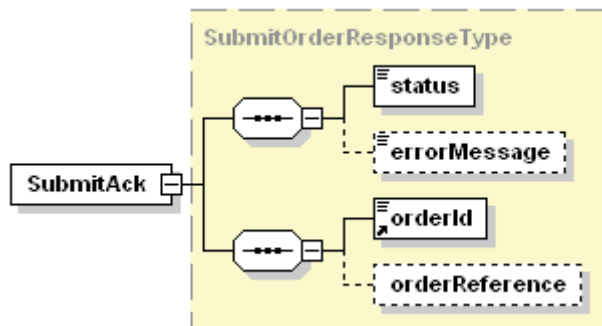 SubmitOrderResponseType
status
errorMessage
SubmitAck
orderId
orderReference